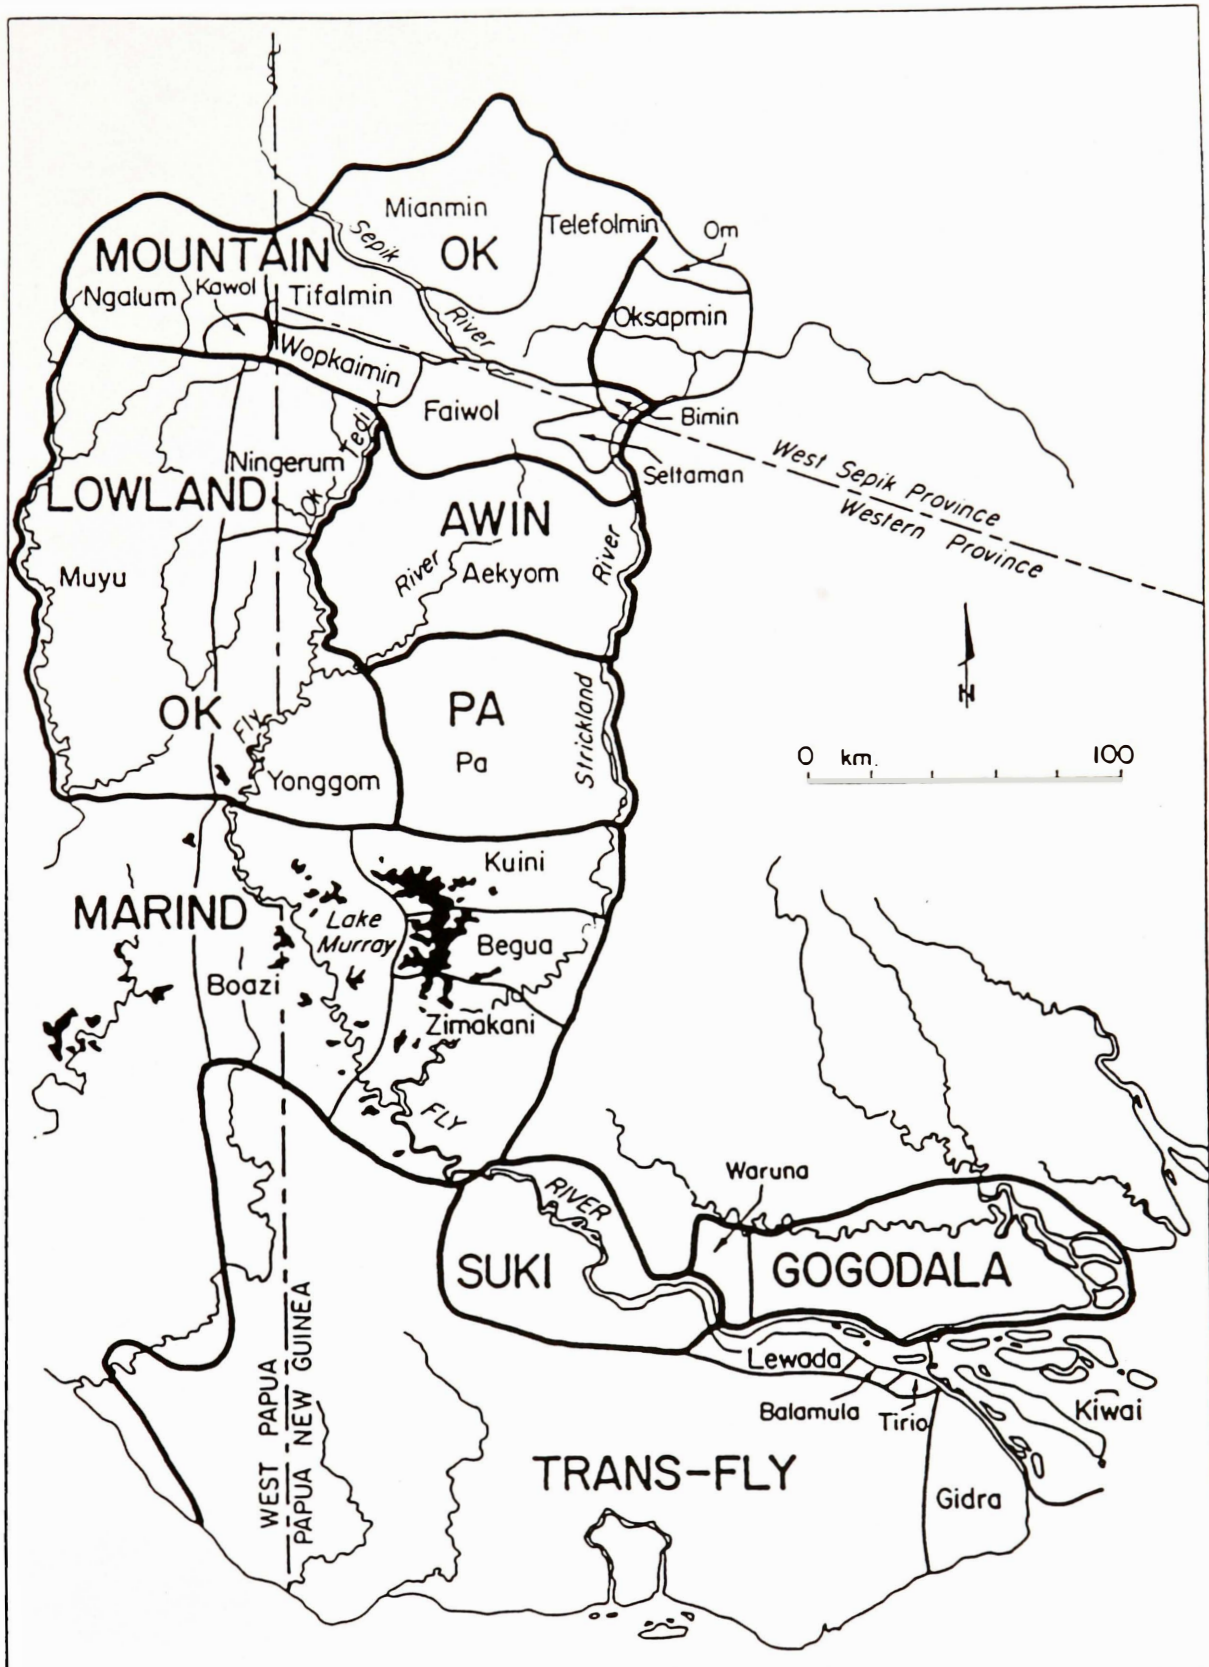 Mianmin
Telefolmin
Om
Sepik
MOUNTAIN
OK
Ngalum
Kawol
Tifalmin
River
Oksapmin
Wopkaimin
Faiwol
Bimin
Tedi
Ningerum
Seltaman
West Sepik Province
LOWLAND
Ok
AWIN
Western Province
River
Aekyom
River
Muyu
N
OK
Fly
PA
Pa
Strickland
0 km. 100
Yonggom
Kuini
MARIND
Lake
Murray
Begua
Boazi
Zimakani
FLY
Waruna
RIVER
SUKI
GOGODALA
Lewada
Balamula
Tirio
Kiwai
WEST PAPUA
PAPUA NEW GUINEA
TRANS-FLY
Gidra